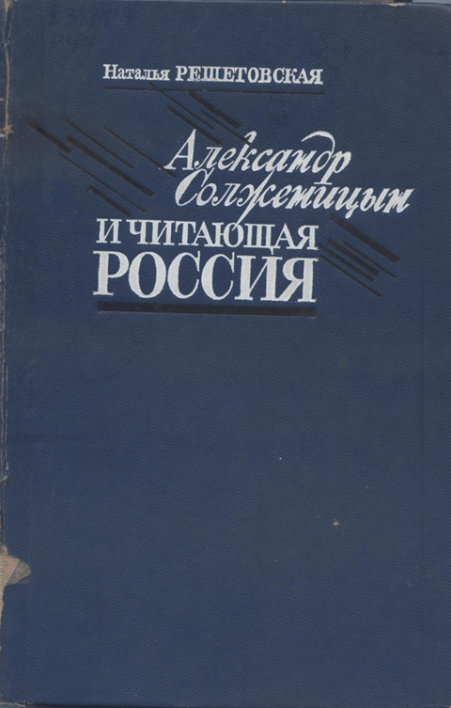 Наталья РЕШЕТОВСКАЯ
Александр
Солженицын
И ЧИТАЮЩАЯ
РОССИЯ